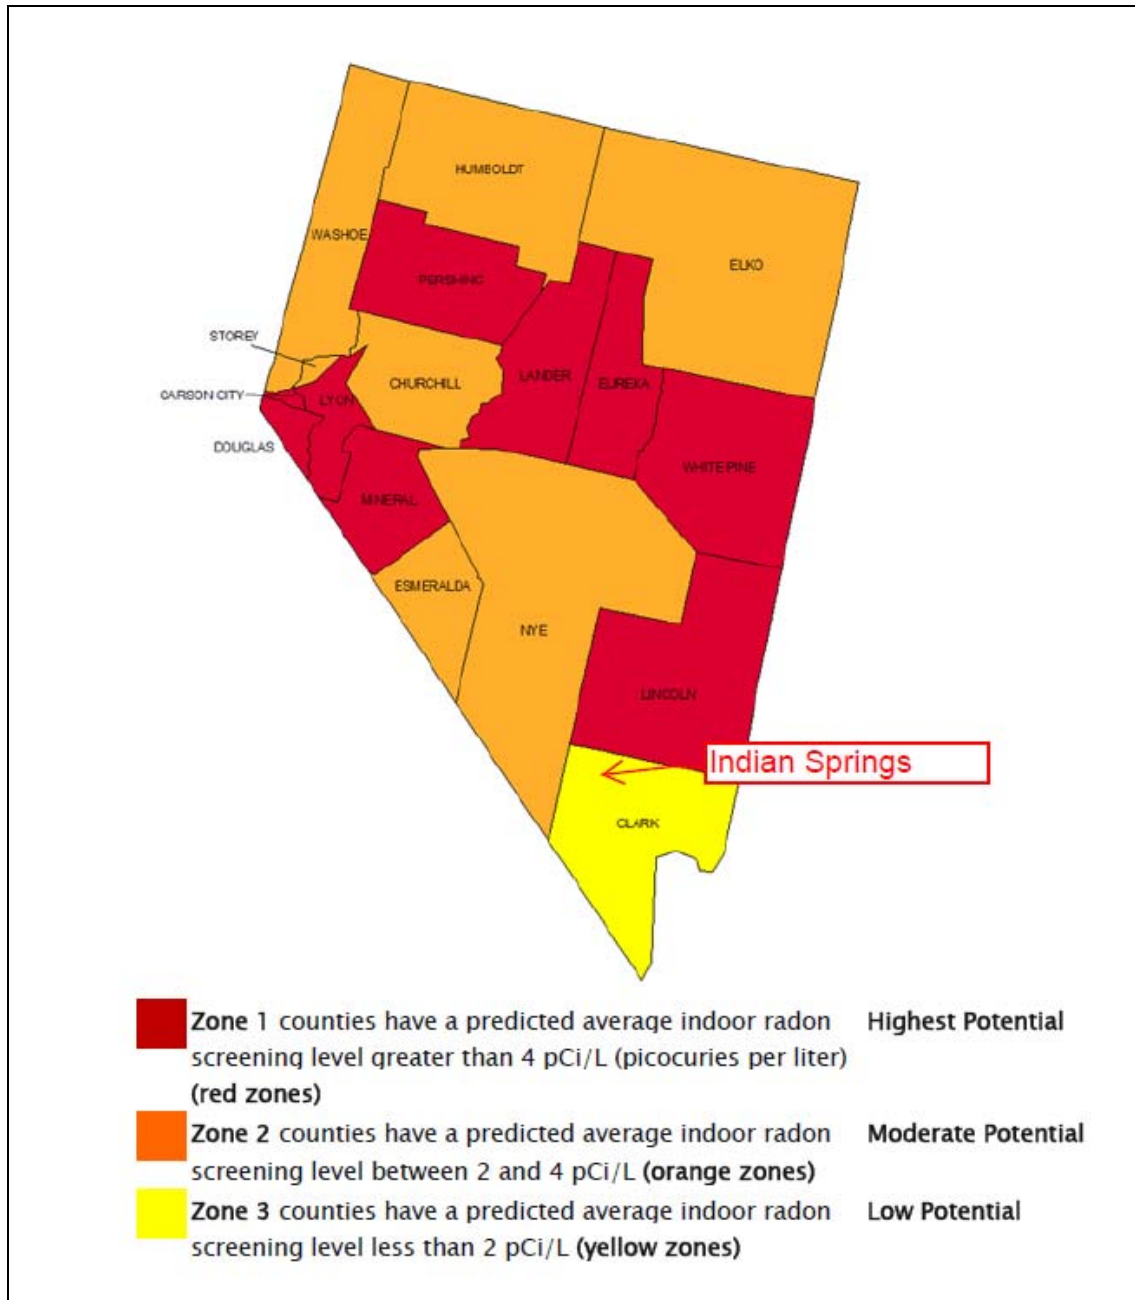 HUMBOLDT
WASHOE
ELKO
PERSHING
STOREY
LANDER
EUREKA
CHURCHILL
CARSON CITY
LYON
DOUGLAS
WHITE PINE
MINERAL
ESMERALDA
NYE
LINCOLN
Indian Springs
CLARK
Zone 1 counties have a predicted average indoor radon Highest Potential
screening level greater than 4 pCi/L (picocuries per liter)
(red zones)
Zone 2 counties have a predicted average indoor radon Moderate Potential
screening level between 2 and 4 pCi/L (orange zones)
Zone 3 counties have a predicted average indoor radon Low Potential
screening level less than 2 pCi/L (yellow zones)